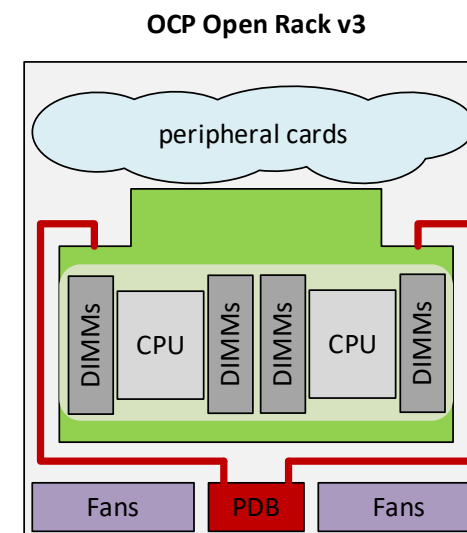 OCP Open Rack v3
peripheral cards
DIMMs
CPU
DIMMs
DIMMs
CPU
DIMMs
Fans
PDB
Fans